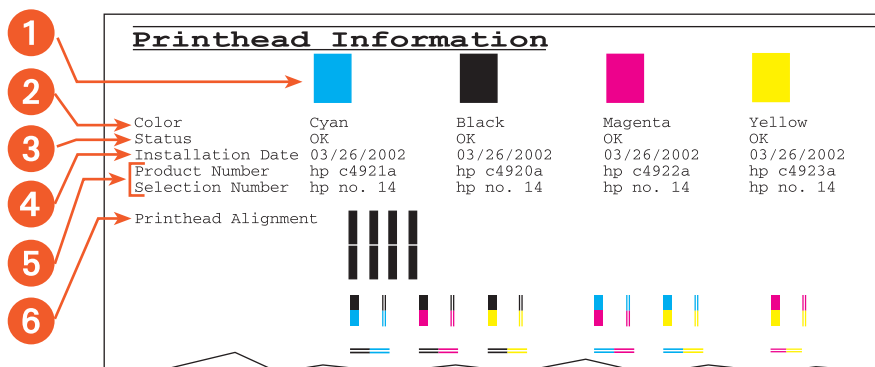 Printhead Information
1
2
3
4
5
6
Color Cyan Black Magenta Yellow
Status OK OK OK OK
Installation Date 03/26/2002 03/26/2002 03/26/2002 03/26/2002
Product Number hp c4921a hp c4920a hp c4922a hp c4923a
Selection Number hp no. 14 hp no. 14 hp no. 14 hp no. 14
Printhead Alignment